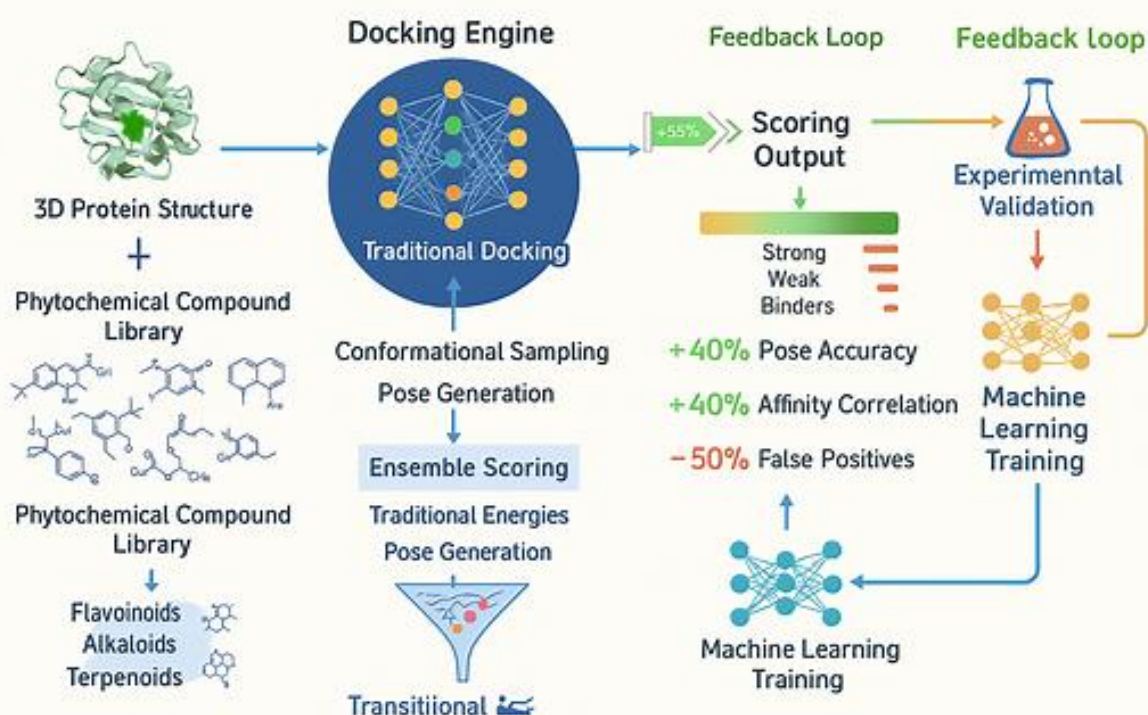 3D Protein Structure
+
Phytochemical Compound
Library
Phytochemical Compound
Library
Flavoinoids
Alkaloids
Terpenoids
Docking Engine
Traditional Docking
Conformational Sampling
Pose Generation
Ensemble Scoring
Traditional Energies
Pose Generation
Transitiional
Feedback Loop
+55%
Scoring
Output
Strong
Weak
Binders
+40% Pose Accuracy
+40% Affinity Correlation
−50% False Positives
Machine Learning
Training
Feedback loop
Experimenntal
Validation
Machine
Learning
Training